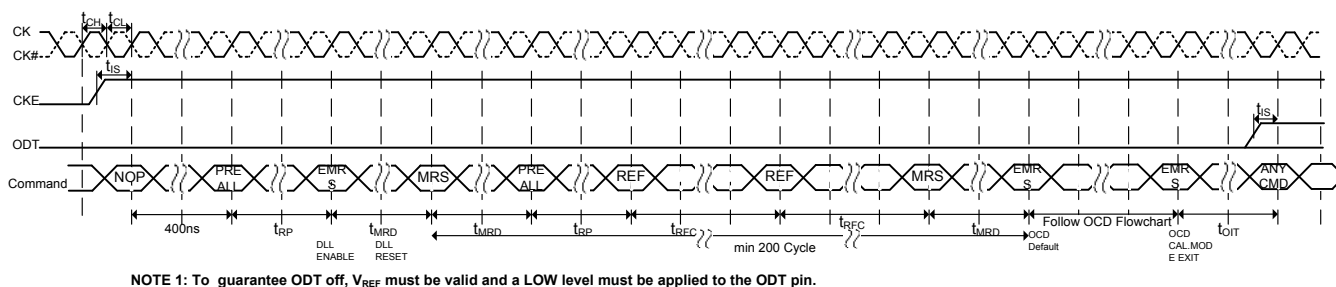 tCH tCL
CK
CK#
tIS
CKE
tIS
ODT
Command NOP PRE ALL EMR S MRS PRE ALL REF REF MRS EMR S EMR S ANY CMD
400ns tRP tMRD tMRD tRP tRFC tRFC tMRD Follow OCD Flowchart tOIT
min 200 Cycle
DLL ENABLE
DLL RESET
OCD Default
OCD CAL.MOD E EXIT
NOTE 1: To guarantee ODT off, VREF must be valid and a LOW level must be applied to the ODT pin.